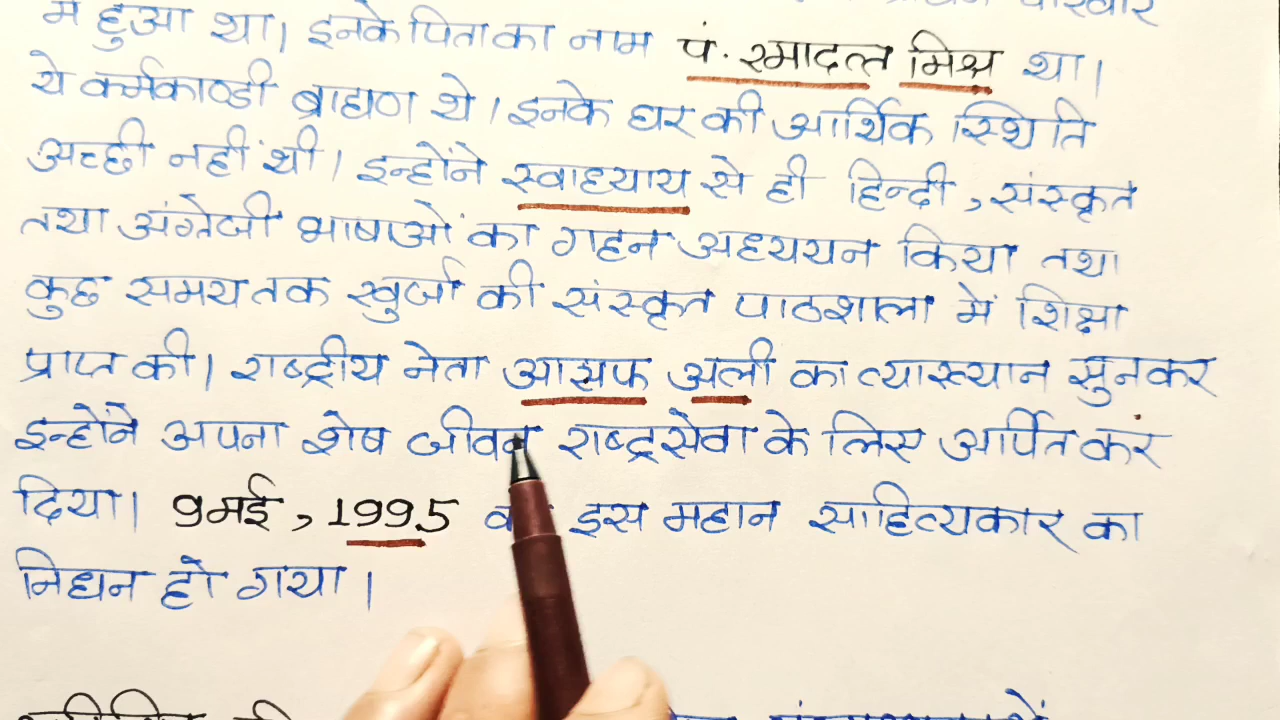 में हुआ था। इनके पिता का नाम पं. रमादत्त मिश्र था।
ये कर्मकाण्डी ब्राह्मण थे। इनके घर की आर्थिक स्थिति
अच्छी नहीं थी। इन्होंने स्वाध्याय से ही हिन्दी, संस्कृत
तथा अंग्रेजी भाषाओं का गहन अध्ययन किया तथा
कुछ समय तक खुर्जा की संस्कृत पाठशाला में शिक्षा
प्राप्त की। राष्ट्रीय नेता आसफ अली का व्याख्यान सुनकर
इन्होंने अपना शेष जीवन राष्ट्रसेवा के लिए अर्पित कर
दिया। 9 मई, 1995 को इस महान साहित्यकार का
निधन हो गया।